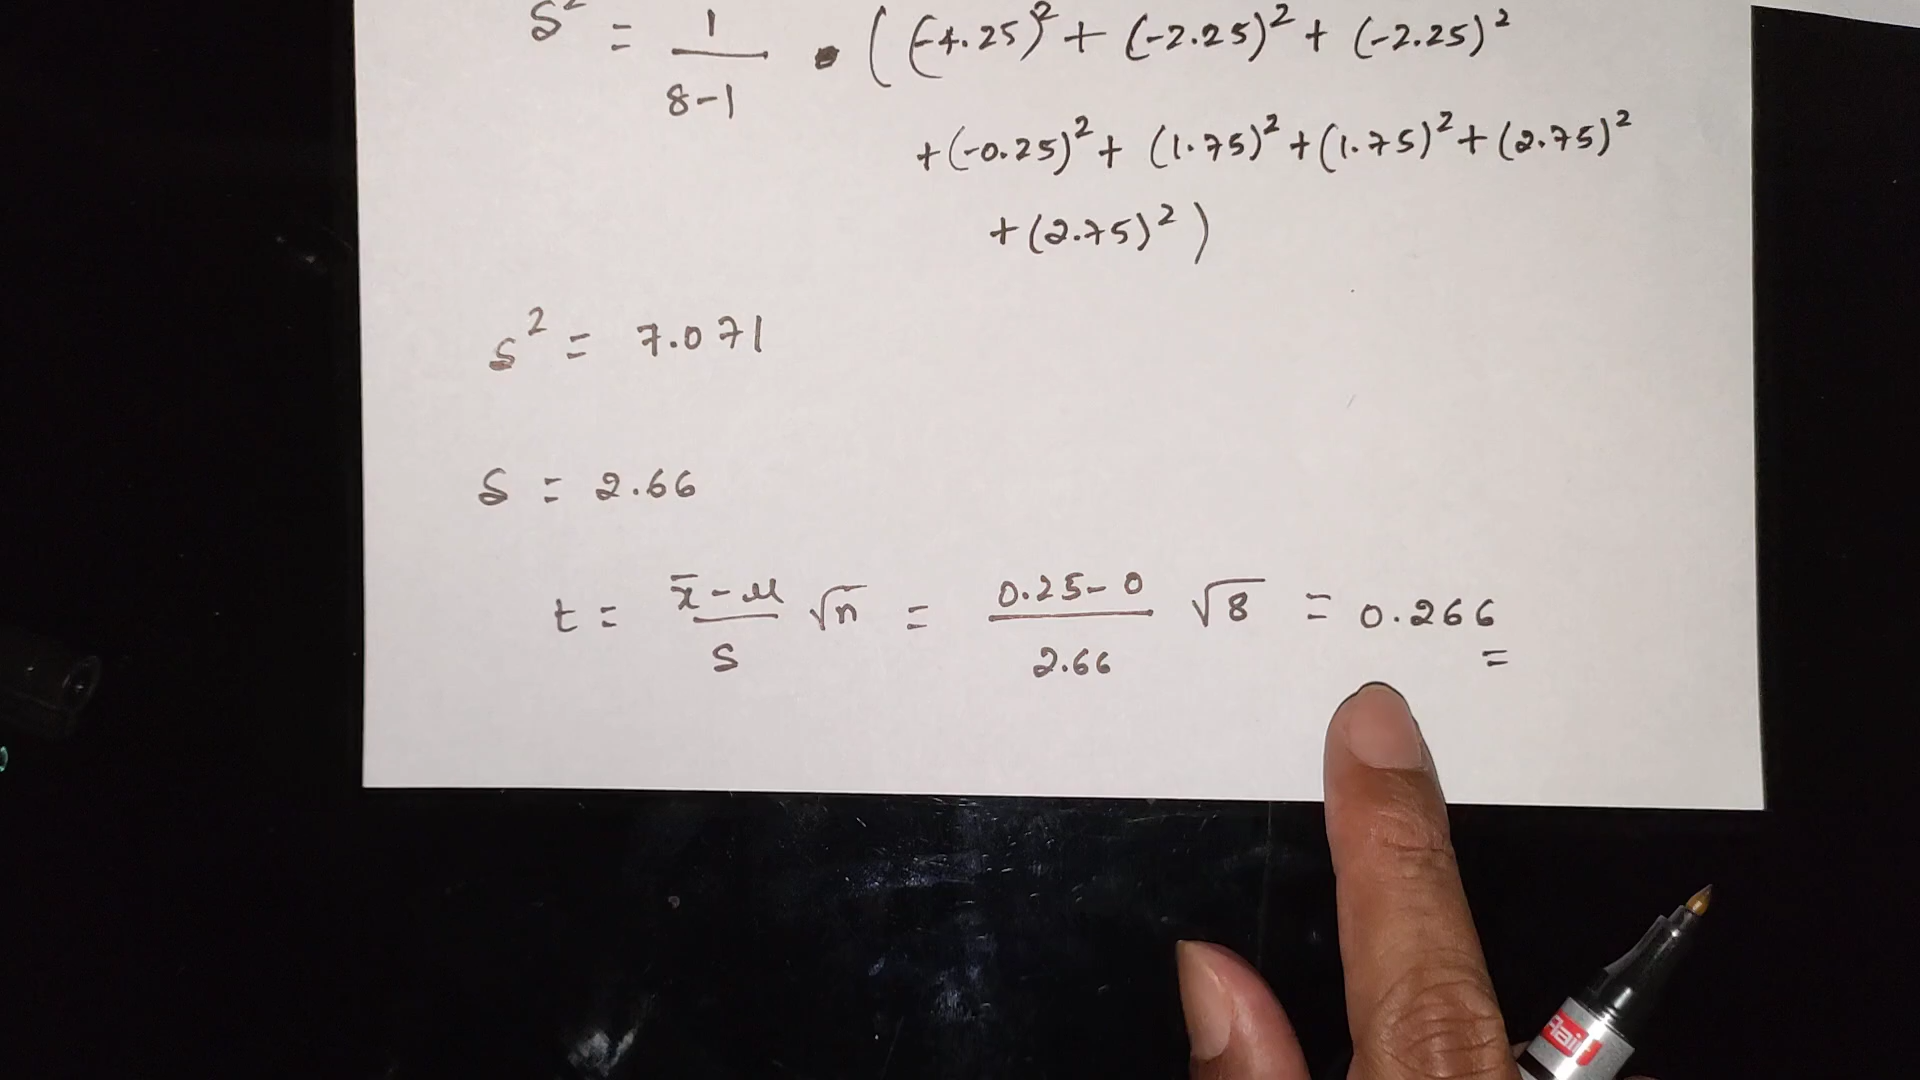 S² = 1/(8-1) • ((-4.25)² + (-2.25)² + (-2.25)²
+(-0.25)² + (1.75)² + (1.75)² + (2.75)²
+ (2.75)²)
s² = 7.071
S = 2.66
t = (x̄ - μ)/S √n = (0.25 - 0)/2.66 √8 = 0.266
=
Flair